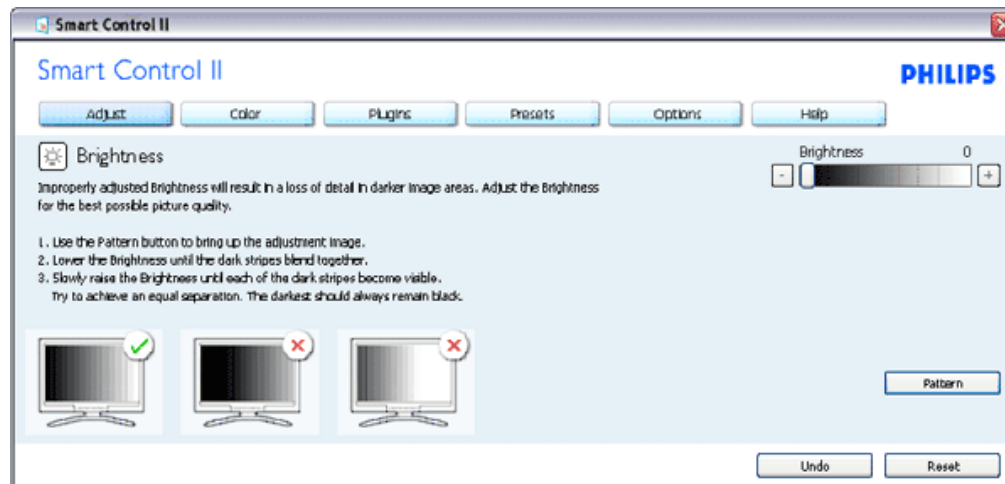 Smart Control II
Smart Control II
PHILIPS
Adjust Color Plugins Presets Options Help
Brightness
Brightness 0
- +
Improperly adjusted Brightness will result in a loss of detail in darker image areas. Adjust the Brightness
for the best possible picture quality.
1. Use the Pattern button to bring up the adjustment image.
2. Lower the Brightness until the dark stripes blend together.
3. Slowly raise the Brightness until each of the dark stripes become visible.
Try to achieve an equal separation. The darkest should always remain black.
Pattern
Undo Reset